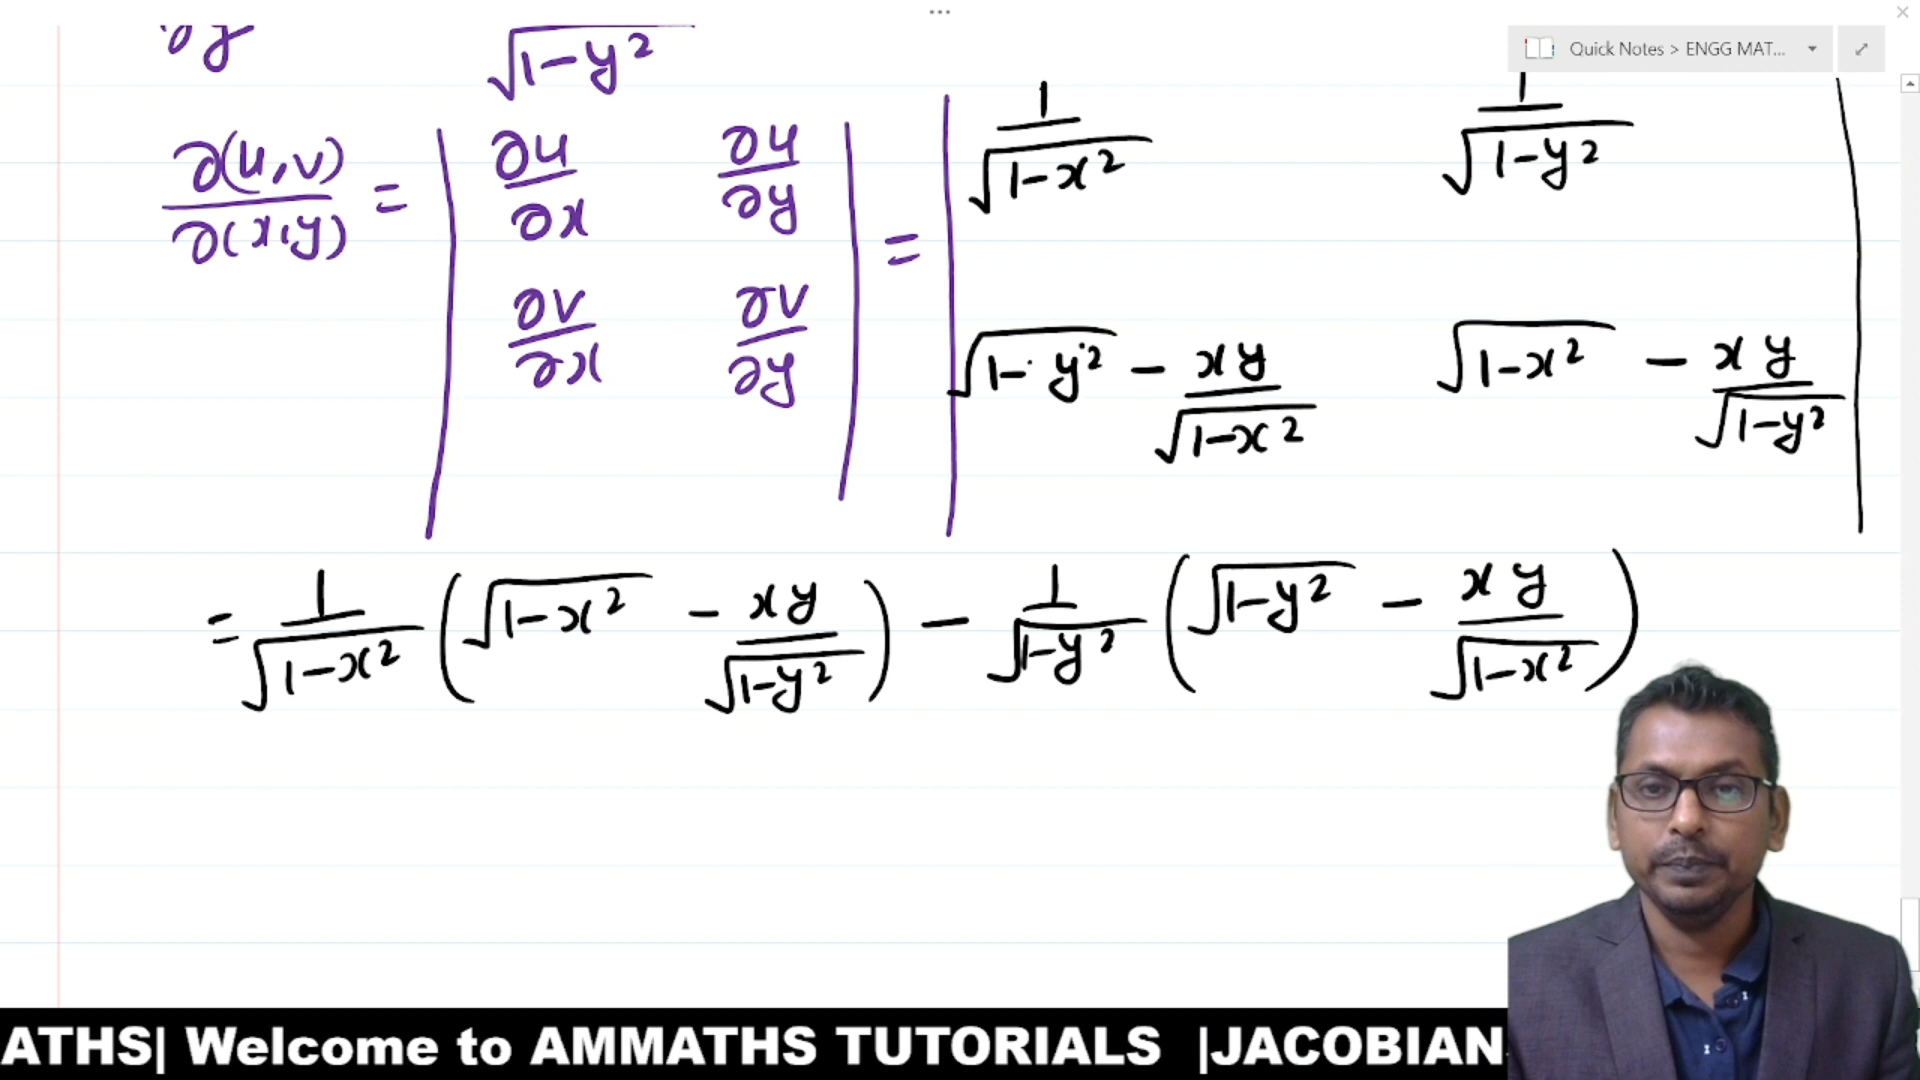 Quick Notes > ENGG MAT...
√(1-y²)
∂(u,v)/∂(x,y) = | ∂u/∂x ∂u/∂y | = | 1/√(1-x²) 1/√(1-y²) |
| ∂v/∂x ∂v/∂y | | √(1-y²) - xy/√(1-x²) √(1-x²) - xy/√(1-y²) |
= 1/√(1-x²) (√(1-x²) - xy/√(1-y²)) - 1/√(1-y²) (√(1-y²) - xy/√(1-x²))
ATHS| Welcome to AMMATHS TUTORIALS |JACOBIAN